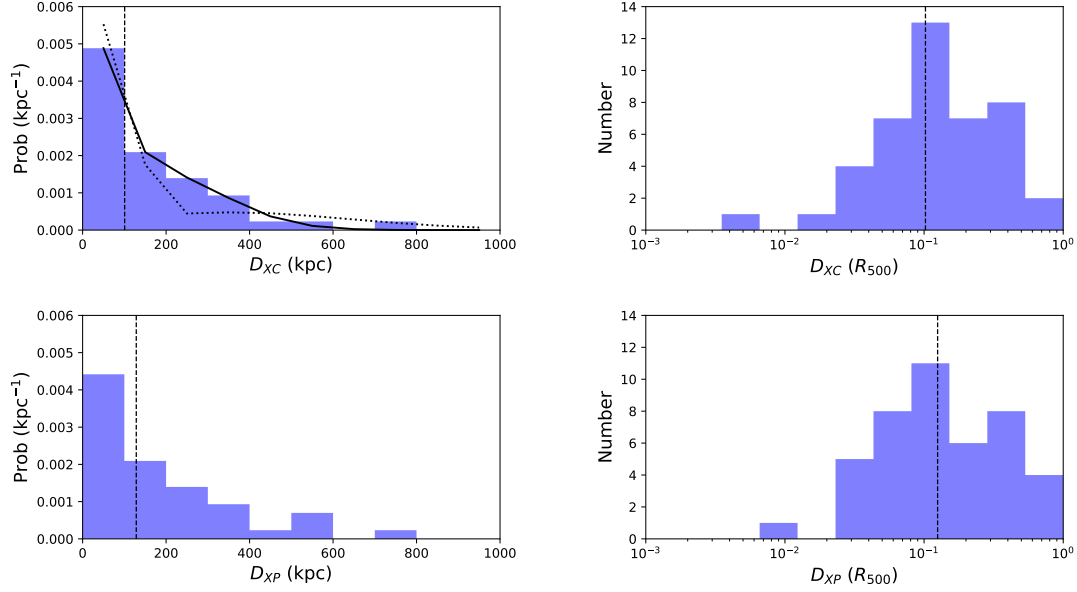 0.006
0.005
0.004
0.003
0.002
0.001
0.000
Prob (kpc⁻¹)
0 200 400 600 800 1000
D_XC (kpc)
14
12
10
8
6
4
2
0
Number
10⁻³ 10⁻² 10⁻¹ 10⁰
D_XC (R₅₀₀)
0.006
0.005
0.004
0.003
0.002
0.001
0.000
Prob (kpc⁻¹)
0 200 400 600 800 1000
D_XP (kpc)
14
12
10
8
6
4
2
0
Number
10⁻³ 10⁻² 10⁻¹ 10⁰
D_XP (R₅₀₀)